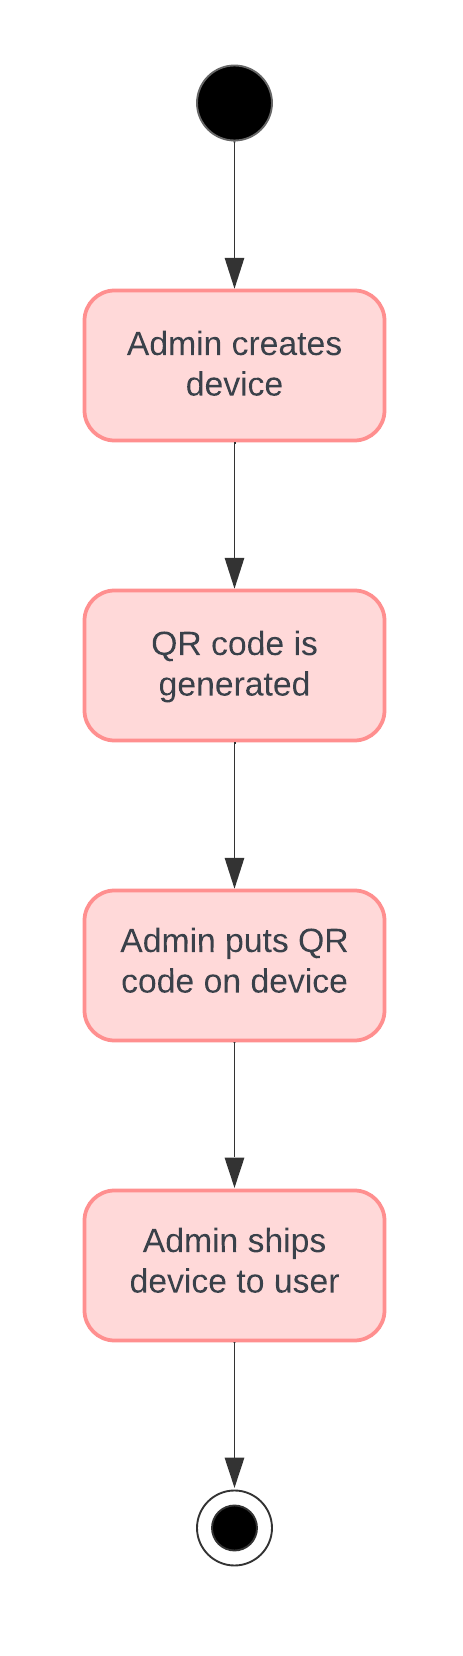 Admin creates
device
QR code is
generated
Admin puts QR
code on device
Admin ships
device to user